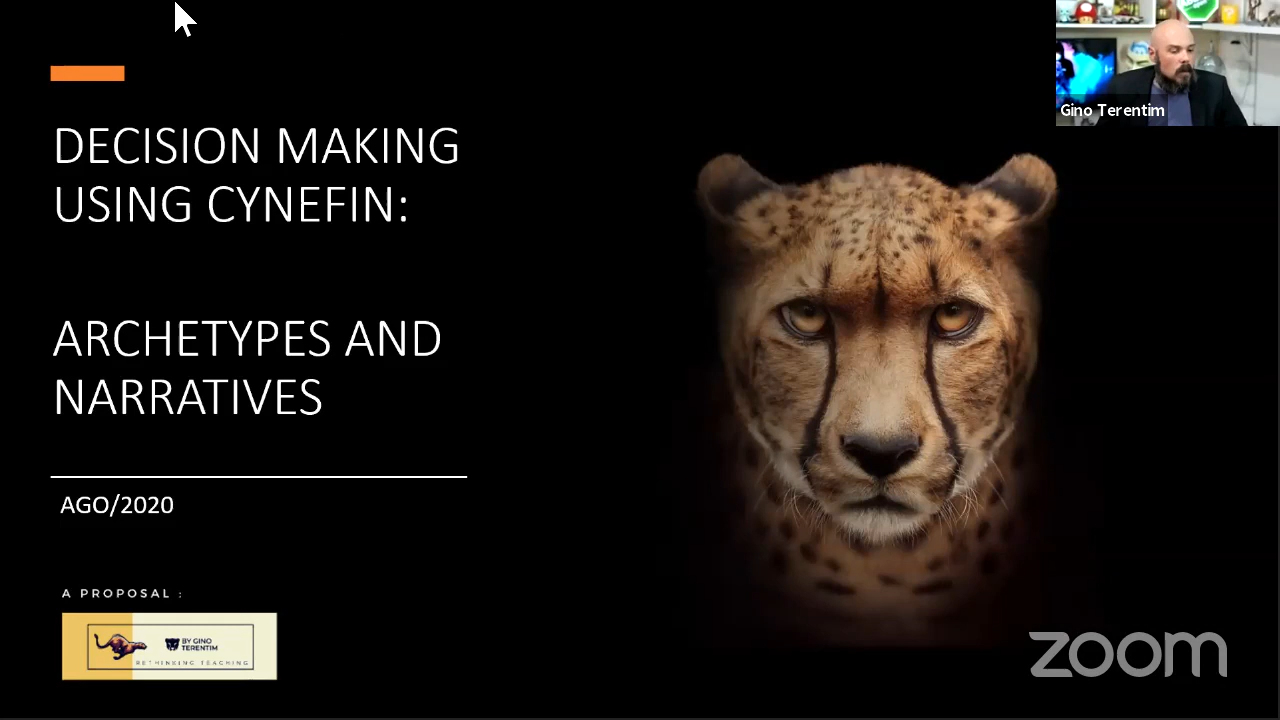 DECISION MAKING
USING CYNEFIN:
ARCHETYPES AND
NARRATIVES
AGO/2020
A PROPOSAL :
BY GINO
TERENTIM
RETHINKING TEACHING
Gino Terentim
zoom